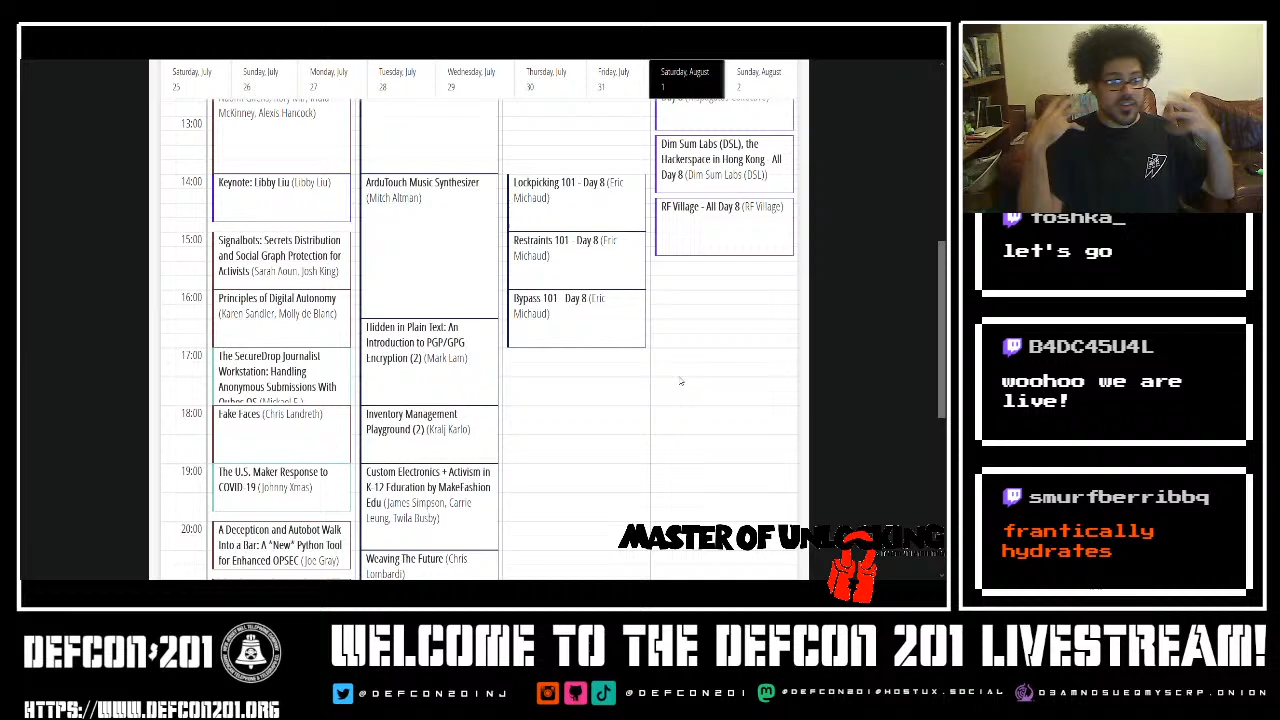 Saturday, July
25
Sunday, July
26
Monday, July
27
Tuesday, July
28
Wednesday, July
29
Thursday, July
30
Friday, July
31
Saturday, August
1
Sunday, August
2
McKinney, Alexis Hancock)
13:00
14:00
15:00
16:00
17:00
18:00
19:00
20:00
Keynote: Libby Liu (Libby Liu)
Signalbots: Secrets Distribution
and Social Graph Protection for
Activists (Sarah Aoun, Josh King)
Principles of Digital Autonomy
(Karen Sandler, Molly de Blanc)
The SecureDrop Journalist
Workstation: Handling
Anonymous Submissions With
Qubes OS (Mickael E.)
Fake Faces (Chris Landreth)
The U.S. Maker Response to
COVID-19 (Johnny Xmas)
A Decepticon and Autobot Walk
Into a Bar: A *New* Python Tool
for Enhanced OPSEC (Joe Gray)
ArduTouch Music Synthesizer
(Mitch Altman)
Hidden in Plain Text: An
Introduction to PGP/GPG
Encryption (2) (Mark Lam)
Inventory Management
Playground (2) (Kralj Karlo)
Custom Electronics + Activism in
K-12 Education by MakeFashion
Edu (James Simpson, Carrie
Leung, Twila Busby)
Weaving The Future (Chris
Lombardi)
Lockpicking 101 - Day 8 (Eric
Michaud)
Restraints 101 - Day 8 (Eric
Michaud)
Bypass 101 - Day 8 (Eric
Michaud)
Dim Sum Labs (DSL), the
Hackerspace in Hong Kong - All
Day 8 (Dim Sum Labs (DSL))
RF Village - All Day 8 (RF Village)
MASTER OF UNLOCKING
foshka_
let's go
B4DC45U4L
woohoo we are
live!
smurfberribbq
frantically
hydrates
DEFCON 201
WELCOME TO THE DEFCON 201 LIVESTREAM!
HTTPS://WWW.DEFCON201.ORG
@DEFCON201NJ
@DEFCON201
@DEFCON201@HOSTUX.SOCIAL